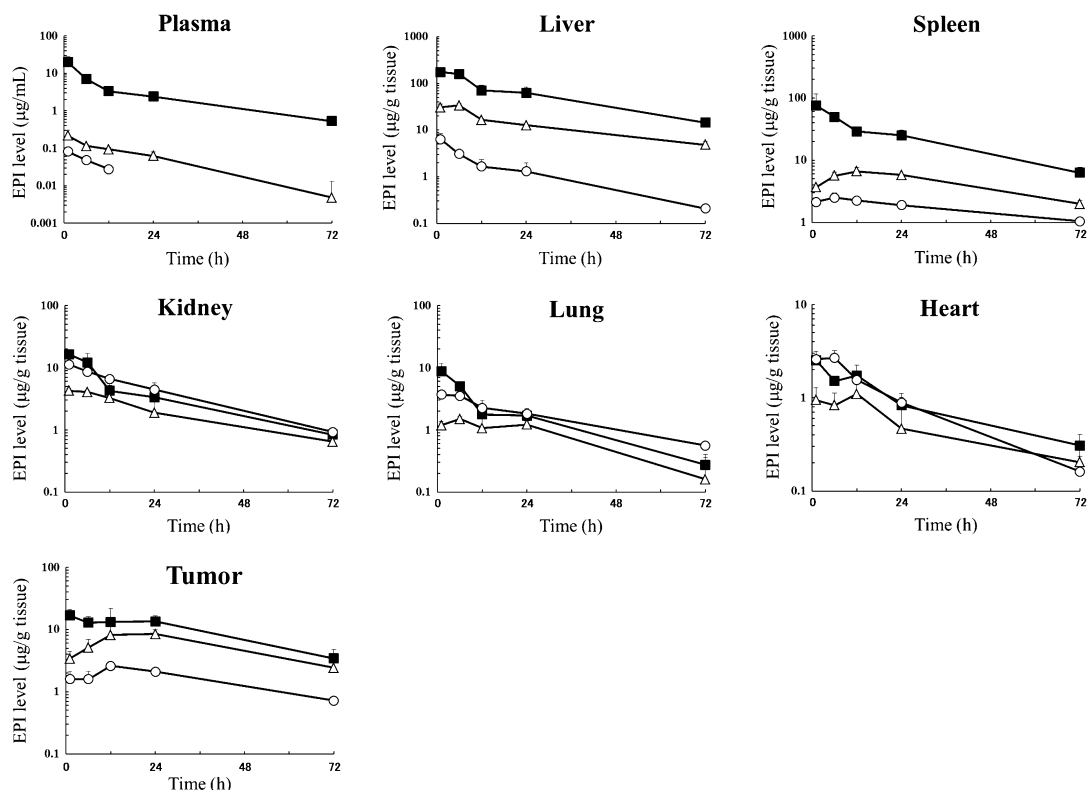 Plasma
EPI level (μg/mL)
100
10
1
0.1
0.01
0.001
0 24 48 72
Time (h)
Liver
EPI level (μg/g tissue)
1000
100
10
1
0.1
0 24 48 72
Time (h)
Spleen
EPI level (μg/g tissue)
1000
100
10
1
0 24 48 72
Time (h)
Kidney
EPI level (μg/g tissue)
100
10
1
0.1
0 24 48 72
Time (h)
Lung
EPI level (μg/g tissue)
100
10
1
0.1
0 24 48 72
Time (h)
Heart
EPI level (μg/g tissue)
10
1
0.1
0 24 48 72
Time (h)
Tumor
EPI level (μg/g tissue)
100
10
1
0.1
0 24 48 72
Time (h)